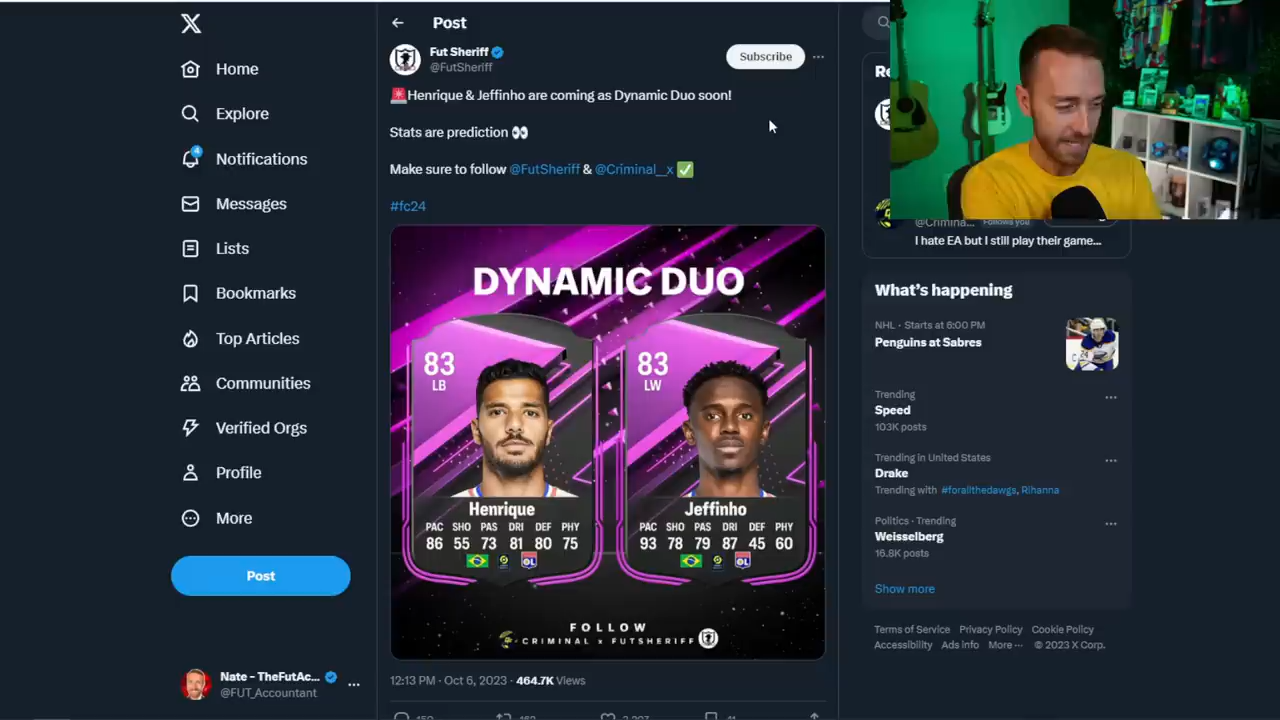 Home
Explore
4
Notifications
Messages
Lists
Bookmarks
Top Articles
Communities
Verified Orgs
Profile
More
Post
Nate - TheFutAc...
@FUT_Accountant
Post
Fut Sheriff
@FutSheriff
Subscribe
🚨Henrique & Jeffinho are coming as Dynamic Duo soon!
Stats are prediction 👀
Make sure to follow @FutSheriff & @Criminal__x ✅
#fc24
DYNAMIC DUO
83
LB
Henrique
PAC SHO PAS DRI DEF PHY
86 55 73 81 80 75
83
LW
Jeffinho
PAC SHO PAS DRI DEF PHY
93 78 79 87 45 60
FOLLOW
CRIMINAL x FUTSHERIFF
12:13 PM · Oct 6, 2023 · 464.7K Views
Re
@Crimina... Follows you
I hate EA but I still play their game...
What's happening
NHL · Starts at 6:00 PM
Penguins at Sabres
Trending
Speed
103K posts
Trending in United States
Drake
Trending with #forallthedawgs, Rihanna
Politics · Trending
Weisselberg
16.8K posts
Show more
Terms of Service Privacy Policy Cookie Policy
Accessibility Ads info More ··· © 2023 X Corp.